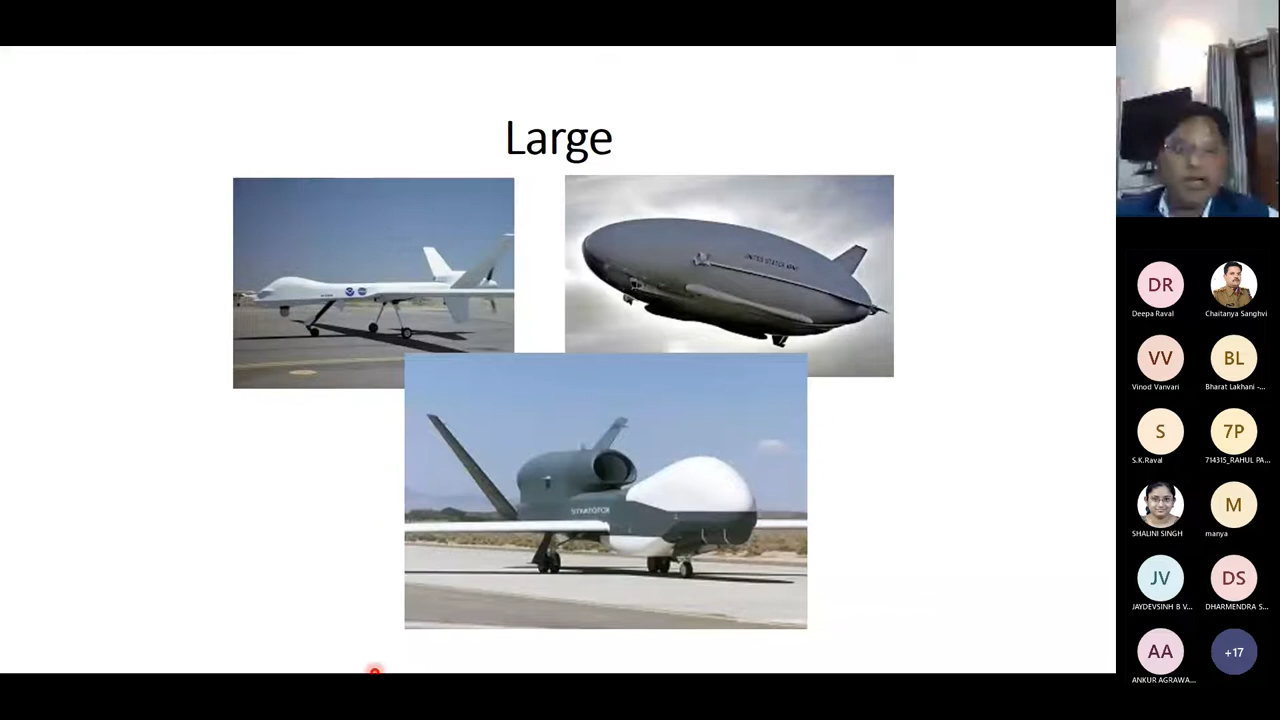 Large
UNITED STATES ARMY
DR
Deepa Raval
Chaitanya Sanghvi
VV
Vinod Vanvari
BL
Bharat Lakhani -...
S
S.K.Raval
7P
714315_RAHUL PA...
SHALINI SINGH
M
manya
JV
JAYDEVSINH B V...
DS
DHARMENDRA S...
AA
ANKUR AGRAWA...
+17